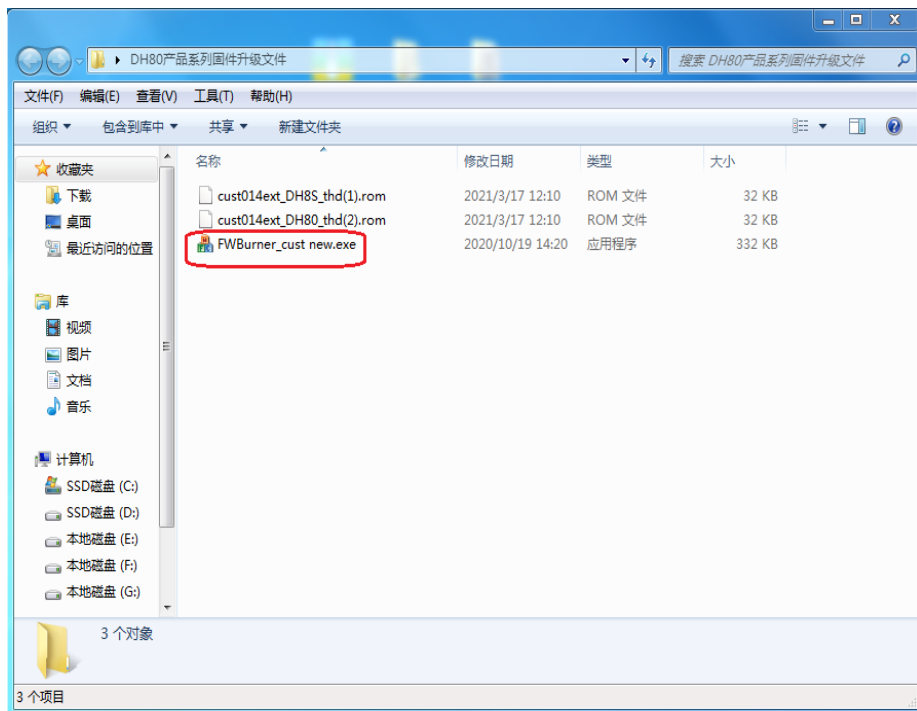 DH80产品系列固件升级文件
搜索 DH80产品系列固件升级文件
文件(F) 编辑(E) 查看(V) 工具(T) 帮助(H)
组织 包含到库中 共享 新建文件夹
名称 修改日期 类型 大小
cust014ext_DH8S_thd(1).rom 2021/3/17 12:10 ROM 文件 32 KB
cust014ext_DH80_thd(2).rom 2021/3/17 12:10 ROM 文件 32 KB
FWBurner_cust new.exe 2020/10/19 14:20 应用程序 332 KB
收藏夹
下载
桌面
最近访问的位置
库
视频
图片
文档
音乐
计算机
SSD磁盘 (C:)
SSD磁盘 (D:)
本地磁盘 (E:)
本地磁盘 (F:)
本地磁盘 (G:)
3 个对象
3 个项目